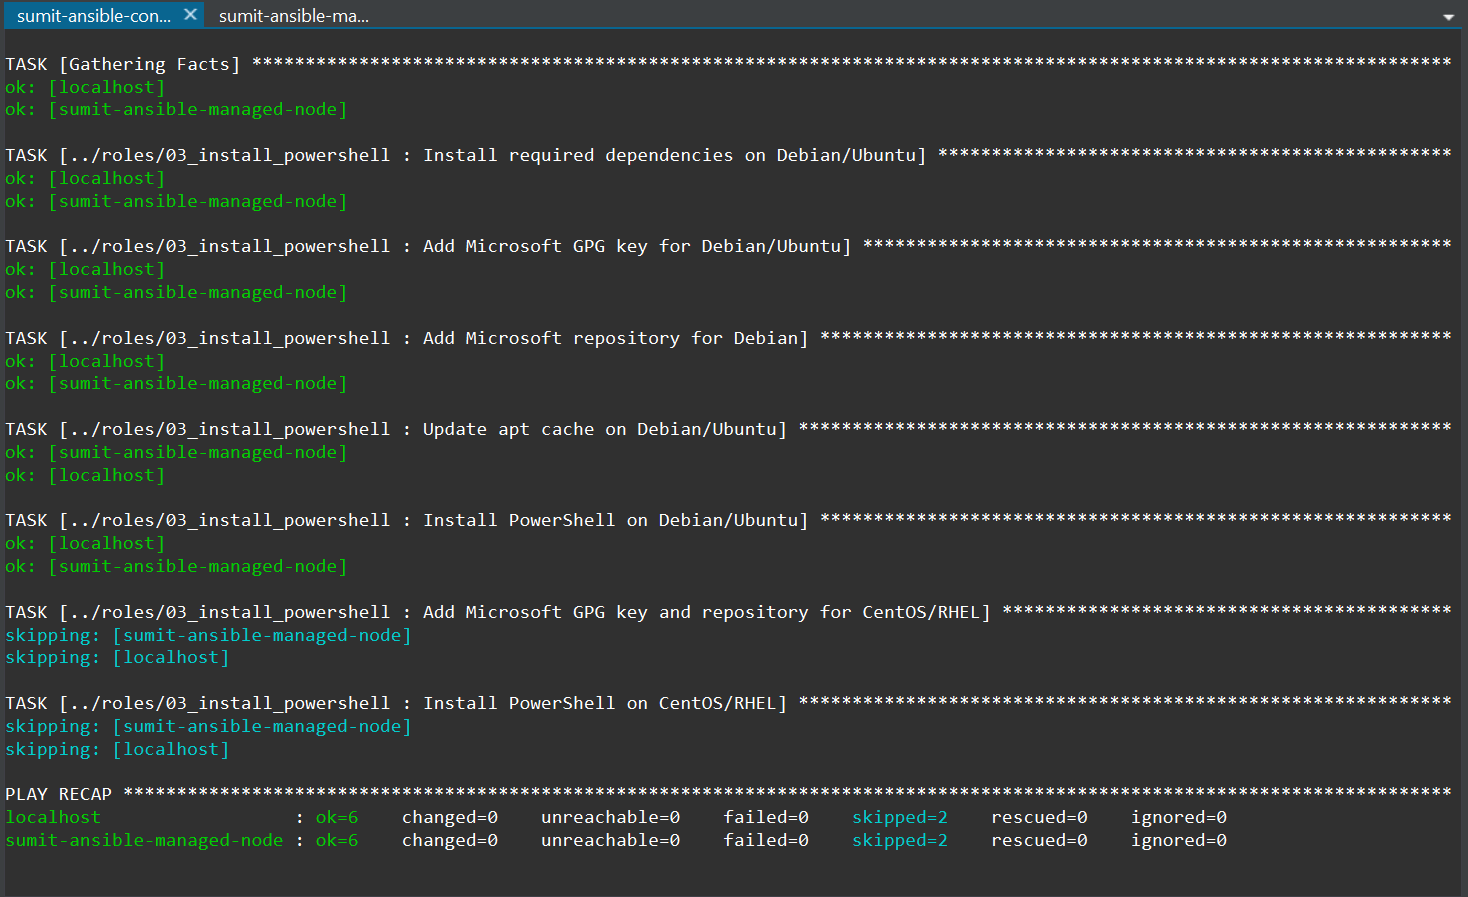 sumit-ansible-con... ✕ sumit-ansible-ma...
TASK [Gathering Facts] ****************************************************************************************************************
ok: [localhost]
ok: [sumit-ansible-managed-node]
TASK [../roles/03_install_powershell : Install required dependencies on Debian/Ubuntu] ************************************************
ok: [localhost]
ok: [sumit-ansible-managed-node]
TASK [../roles/03_install_powershell : Add Microsoft GPG key for Debian/Ubuntu] *******************************************************
ok: [localhost]
ok: [sumit-ansible-managed-node]
TASK [../roles/03_install_powershell : Add Microsoft repository for Debian] ***********************************************************
ok: [localhost]
ok: [sumit-ansible-managed-node]
TASK [../roles/03_install_powershell : Update apt cache on Debian/Ubuntu] *************************************************************
ok: [sumit-ansible-managed-node]
ok: [localhost]
TASK [../roles/03_install_powershell : Install PowerShell on Debian/Ubuntu] ***********************************************************
ok: [localhost]
ok: [sumit-ansible-managed-node]
TASK [../roles/03_install_powershell : Add Microsoft GPG key and repository for CentOS/RHEL] ******************************************
skipping: [sumit-ansible-managed-node]
skipping: [localhost]
TASK [../roles/03_install_powershell : Install PowerShell on CentOS/RHEL] *************************************************************
skipping: [sumit-ansible-managed-node]
skipping: [localhost]
PLAY RECAP ****************************************************************************************************************************
localhost                  : ok=6    changed=0    unreachable=0    failed=0    skipped=2    rescued=0    ignored=0
sumit-ansible-managed-node : ok=6    changed=0    unreachable=0    failed=0    skipped=2    rescued=0    ignored=0